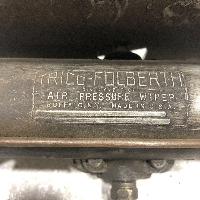 TRICO-FOLBERTH
AIR PRESSURE WIPER
BUFFALO, N.Y. MADE IN U.S.A.